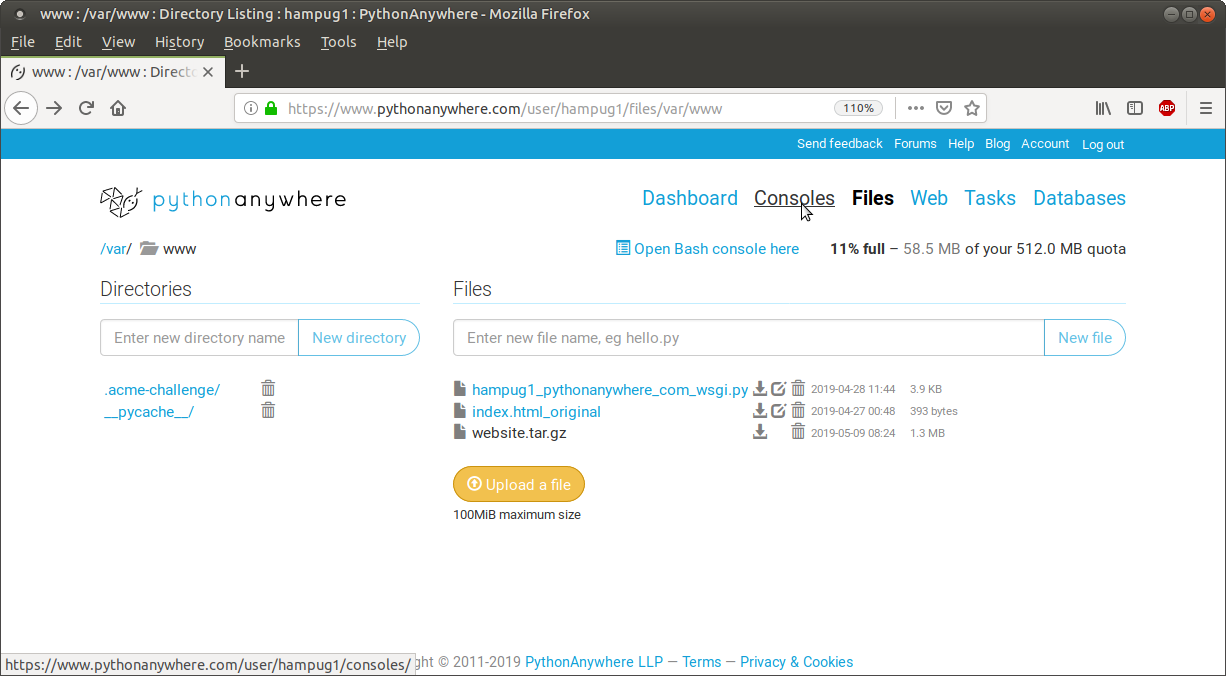 www : /var/www : Directory Listing : hampug1 : PythonAnywhere - Mozilla Firefox
File Edit View History Bookmarks Tools Help
www : /var/www : Direct
https://www.pythonanywhere.com/user/hampug1/files/var/www 110% ABP
Send feedback Forums Help Blog Account Log out
pythonanywhere Dashboard Consoles Files Web Tasks Databases
/var/ www Open Bash console here 11% full – 58.5 MB of your 512.0 MB quota
Directories Files
Enter new directory name New directory Enter new file name, eg hello.py New file
.acme-challenge/ hampug1_pythonanywhere_com_wsgi.py 2019-04-28 11:44 3.9 KB
__pycache__/ index.html_original 2019-04-27 00:48 393 bytes
website.tar.gz 2019-05-09 08:24 1.3 MB
Upload a file
100MiB maximum size
https://www.pythonanywhere.com/user/hampug1/consoles/ ght © 2011-2019 PythonAnywhere LLP — Terms — Privacy & Cookies